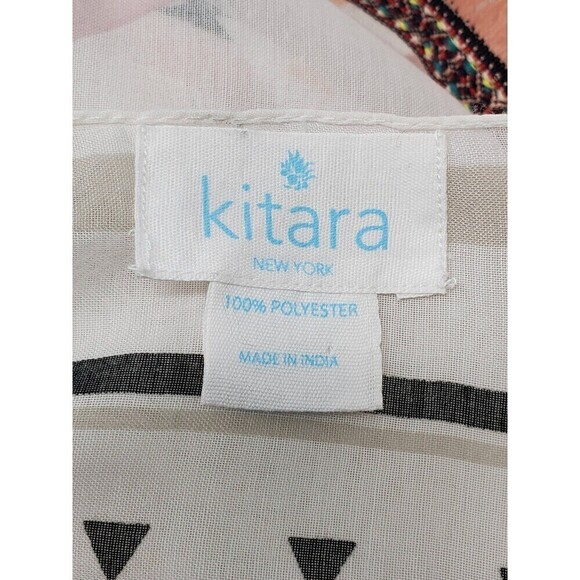 kitara
NEW YORK
100% POLYESTER
MADE IN INDIA